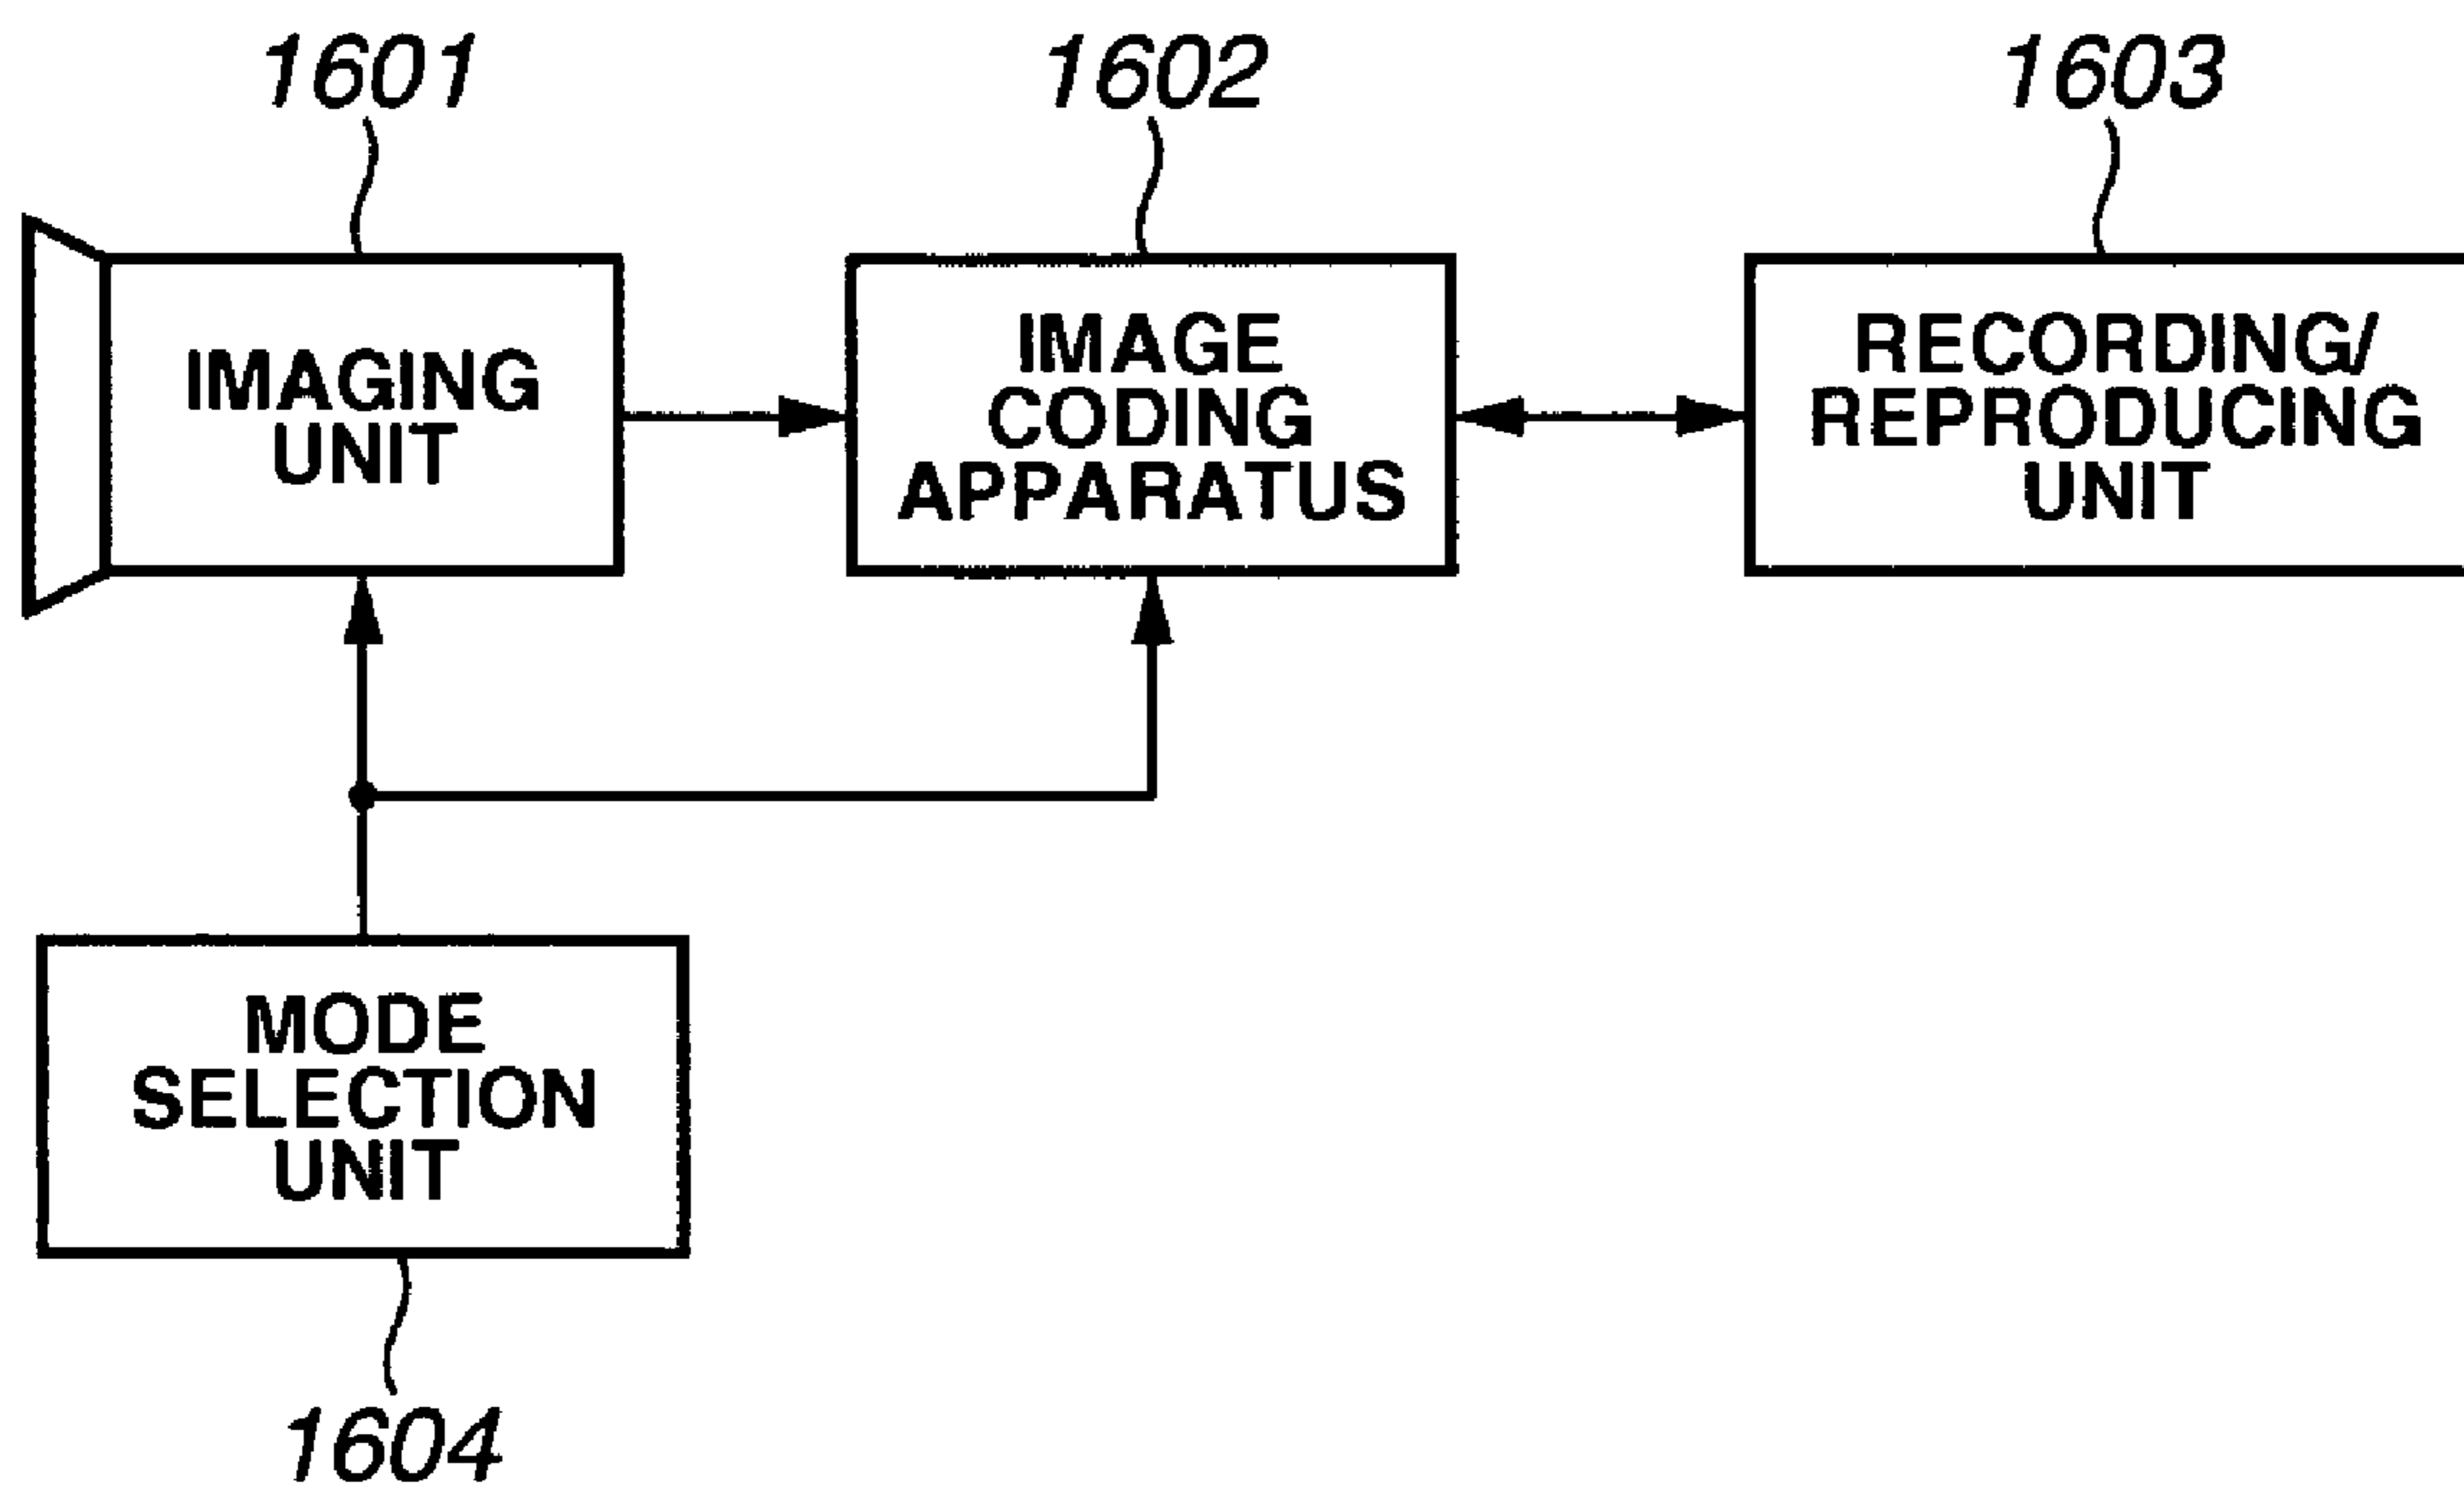 1601
1602
1603
IMAGING
UNIT
IMAGE
CODING
APPARATUS
RECORDING/
REPRODUCING
UNIT
MODE
SELECTION
UNIT
1604